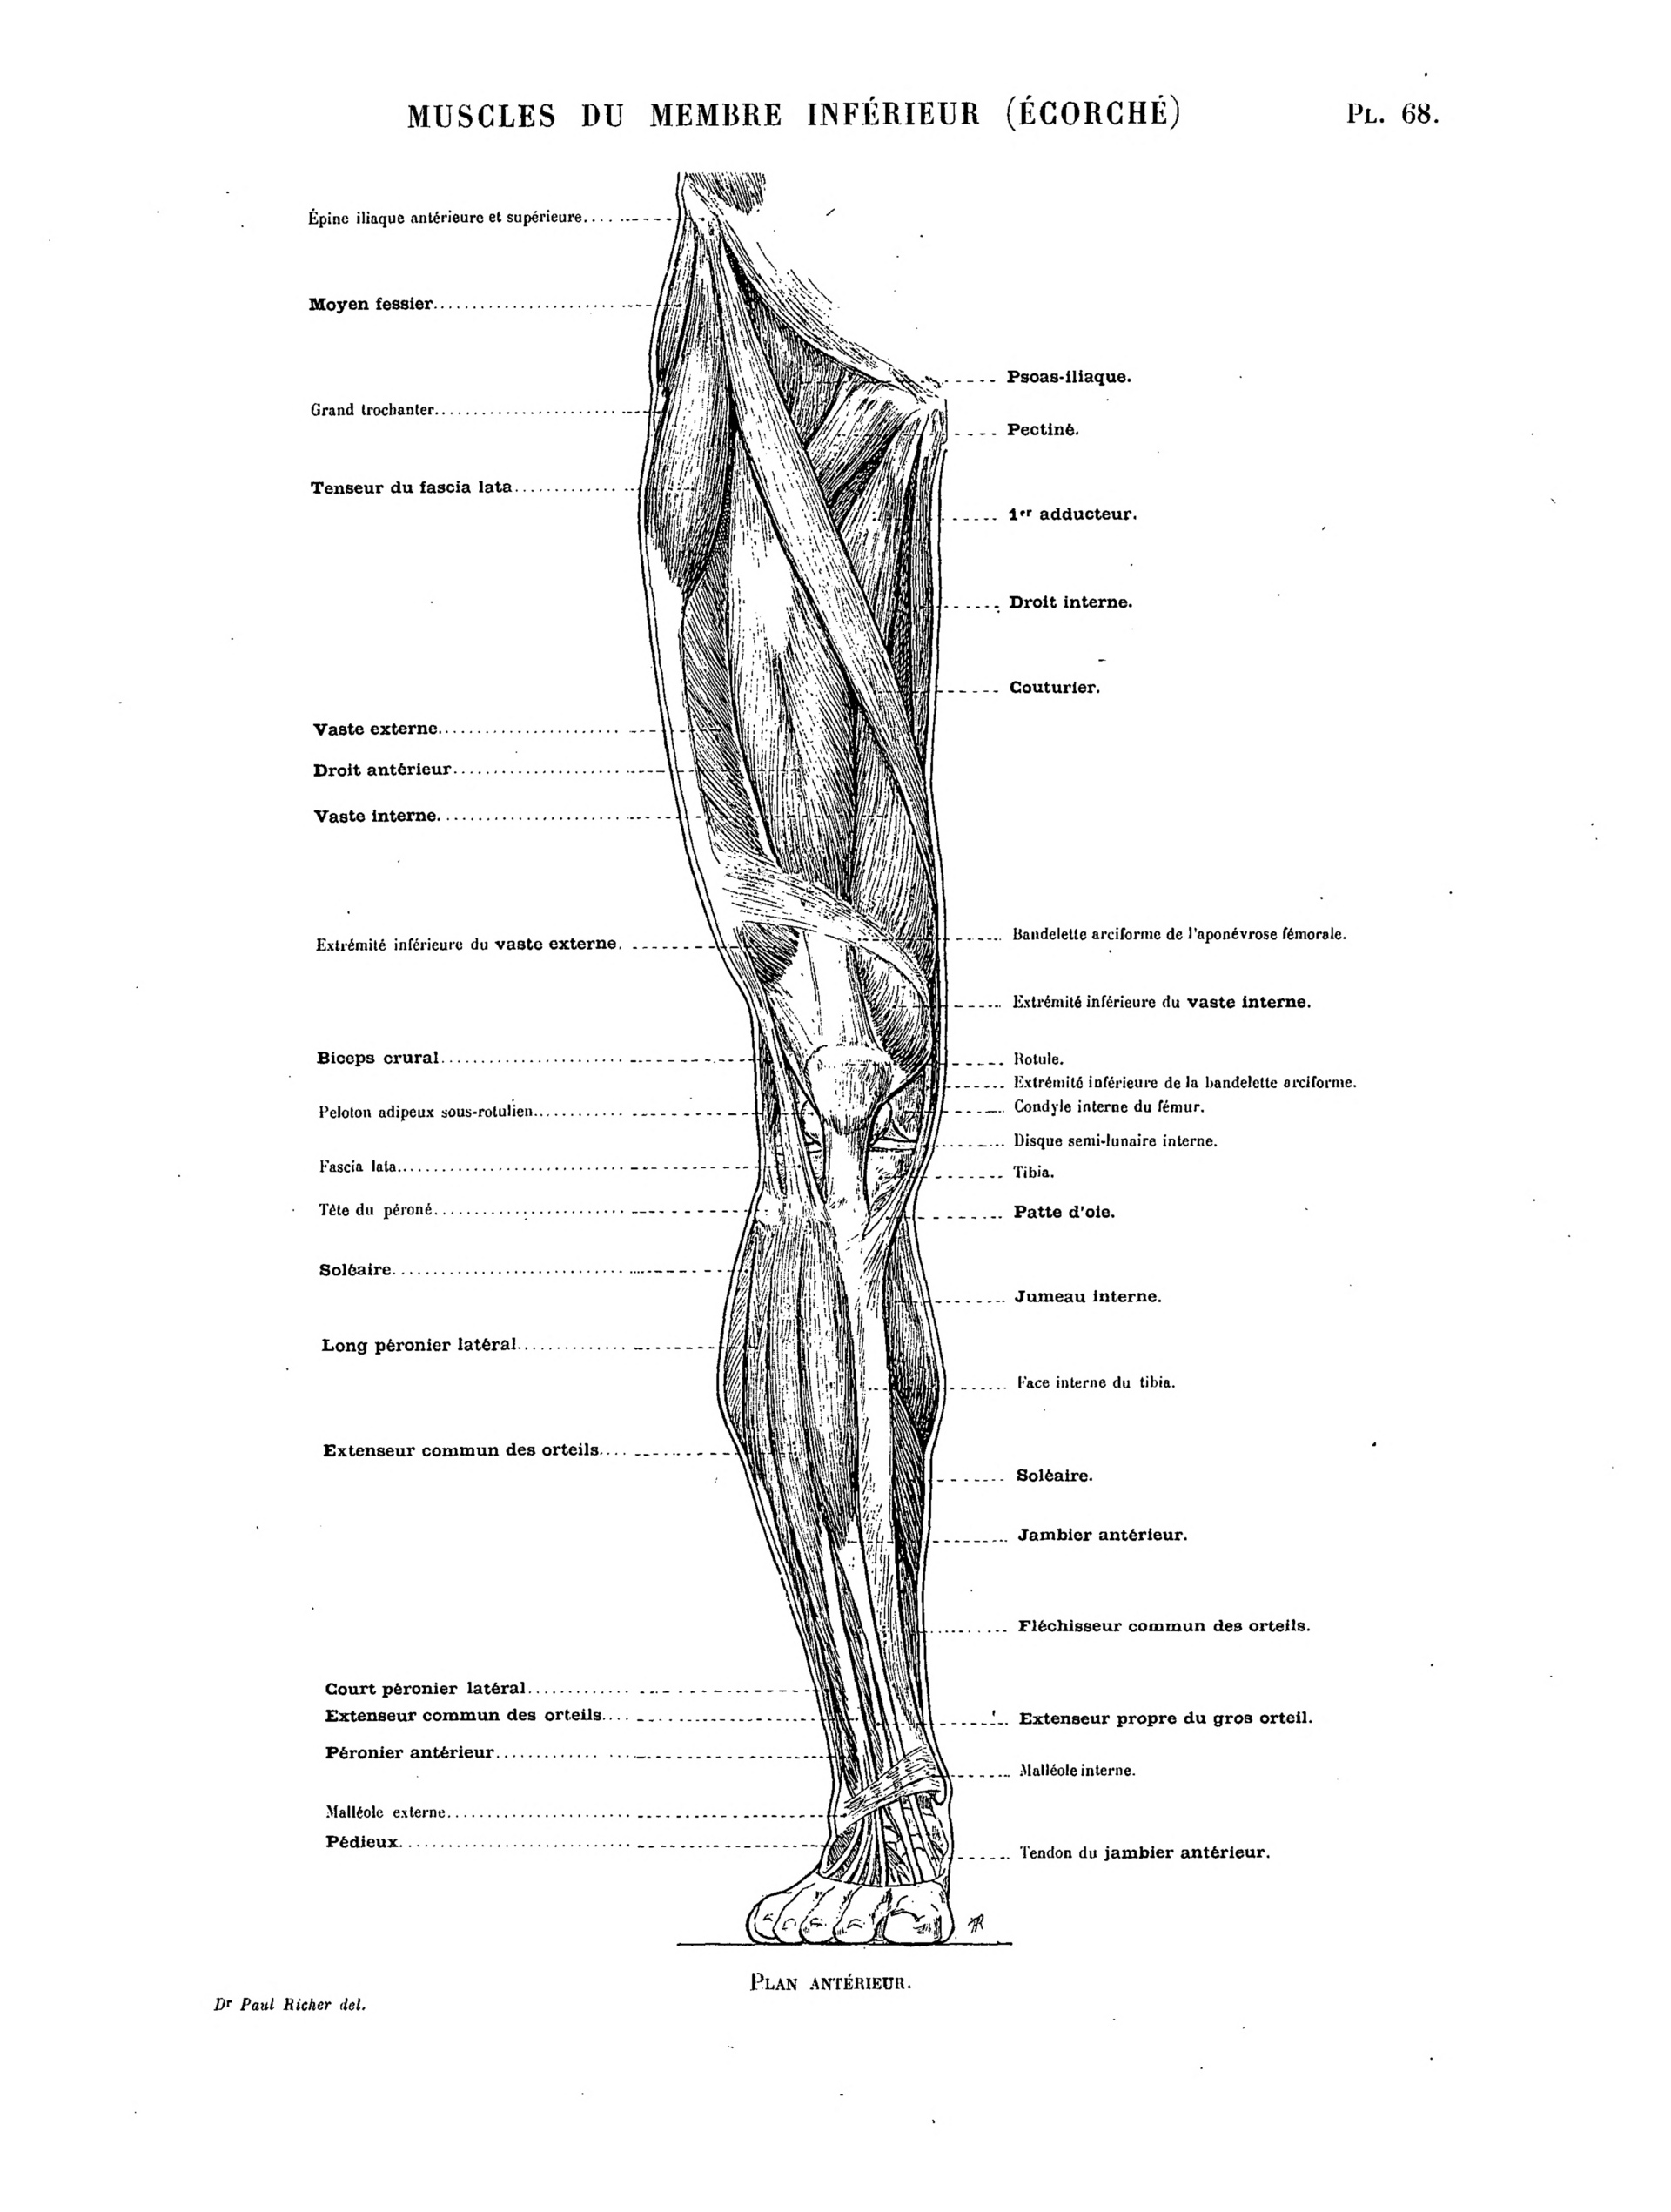 MUSCLES DU MEMBRE INFÉRIEUR (ÉCORCHÉ)
PL. 68.
Épine iliaque antérieure et supérieure....
Moyen fessier
Grand trochanter
Tenseur du fascia lata
Vaste externe
Droit antérieur
Vaste interne
Extrémité inférieure du vaste externe.
Biceps crural
Peloton adipeux sous-rotulien
Fascia lata
Tête du péroné
Soléaire
Long péronier latéral
Extenseur commun des orteils....
Court péronier latéral
Extenseur commun des orteils....
Péronier antérieur
Malléole externe
Pédieux
Psoas-iliaque.
Pectiné.
1er adducteur.
Droit interne.
Couturier.
Bandelette arciforme de l'aponévrose fémorale.
Extrémité inférieure du vaste interne.
Rotule.
Extrémité inférieure de la bandelette arciforme.
Condyle interne du fémur.
Disque semi-lunaire interne.
Tibia.
Patte d'oie.
Jumeau interne.
Face interne du tibia.
Soléaire.
Jambier antérieur.
Fléchisseur commun des orteils.
Extenseur propre du gros orteil.
Malléole interne.
Tendon du jambier antérieur.
PLAN ANTÉRIEUR.
Dr Paul Richer del.